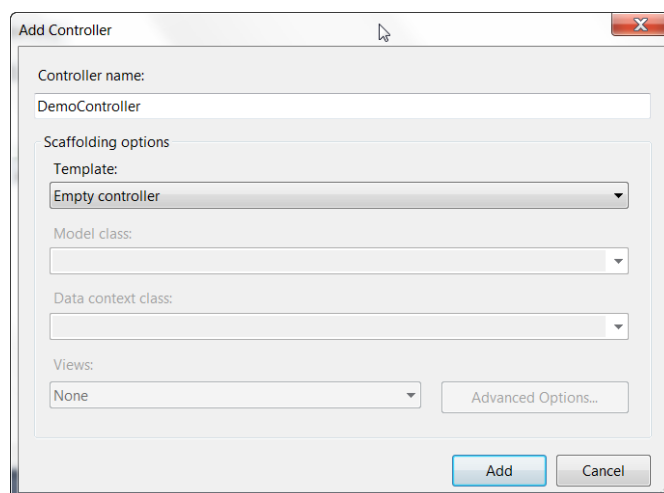 Add Controller
Controller name:
DemoController
Scaffolding options
Template:
Empty controller
Model class:
Data context class:
Views:
None
Advanced Options...
Add
Cancel